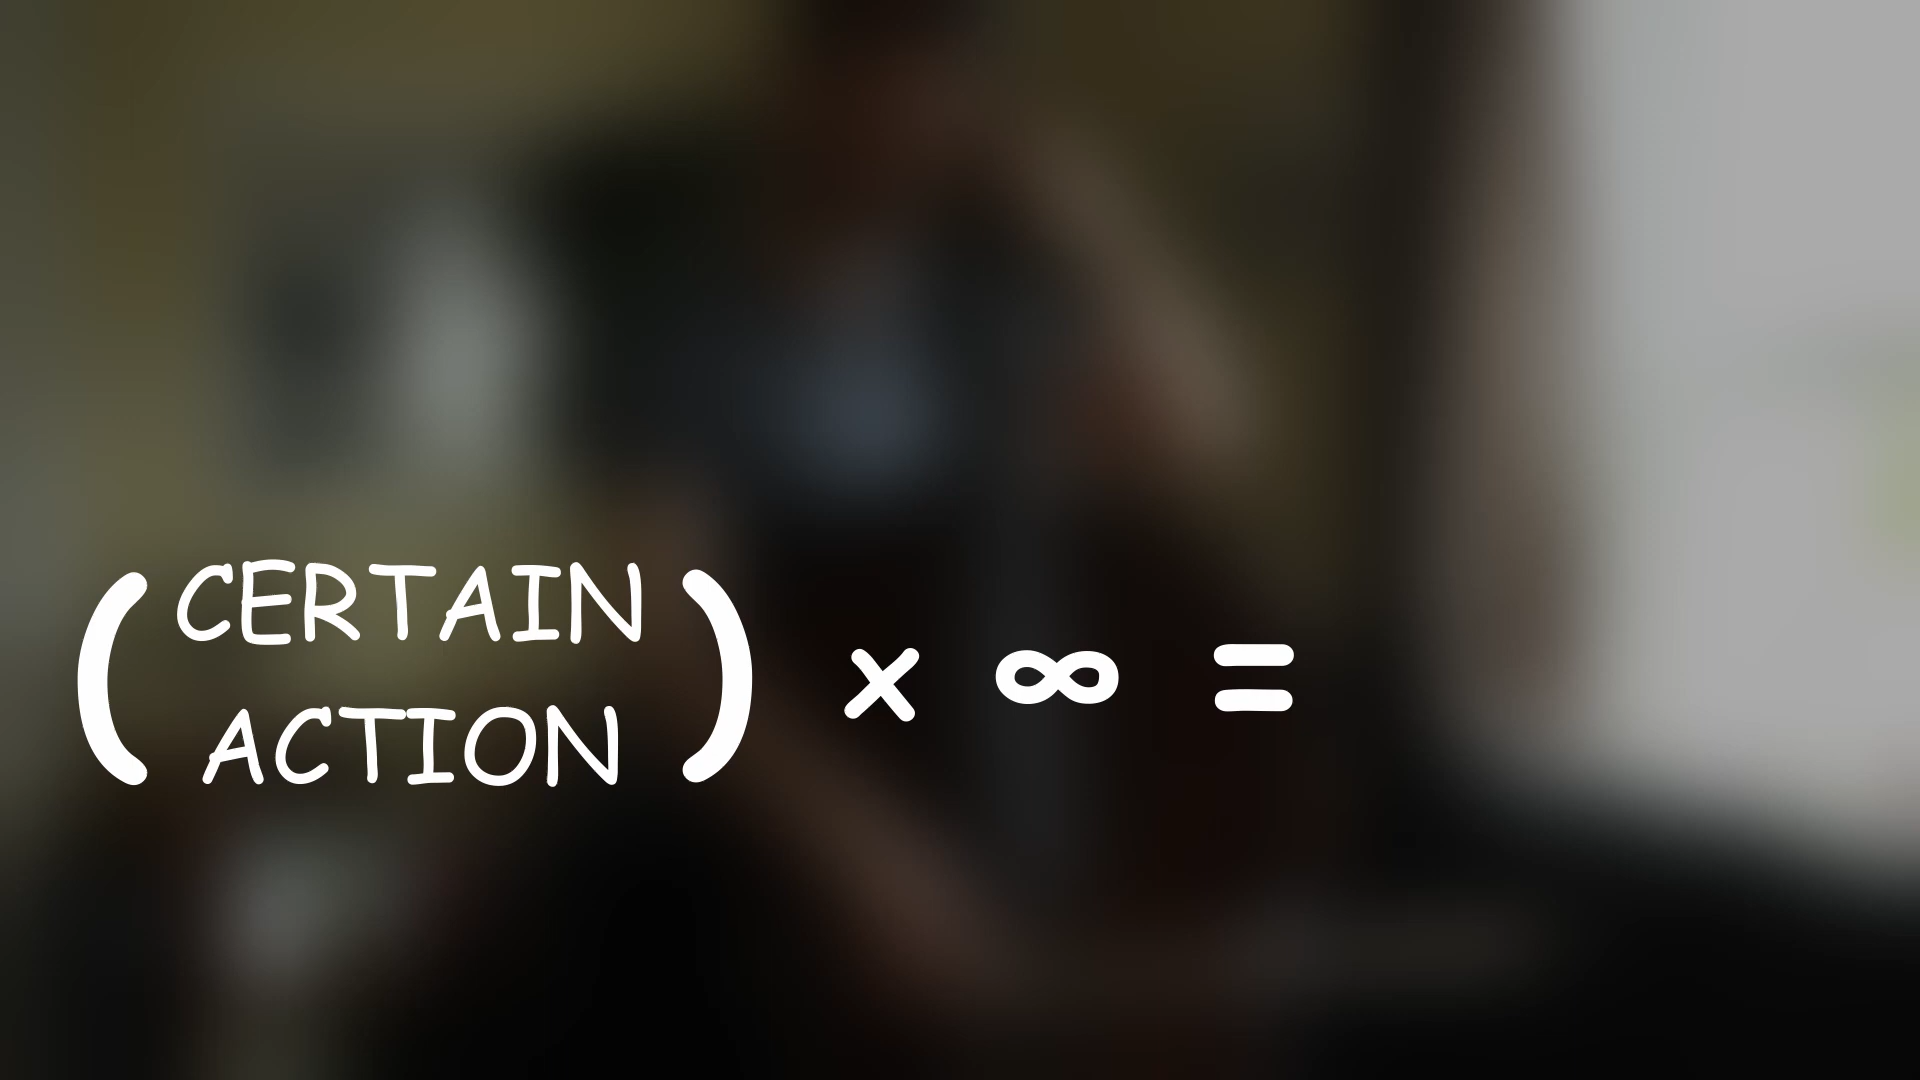 (CERTAIN ACTION) × ∞ =